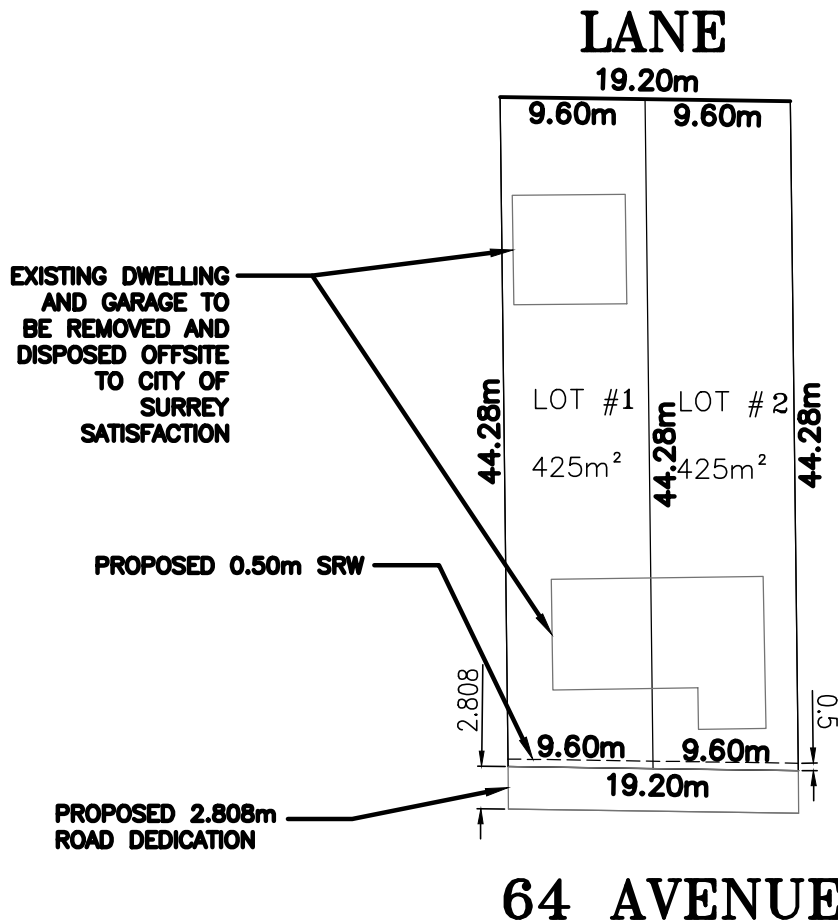 LANE
19.20m
9.60m 9.60m
EXISTING DWELLING
AND GARAGE TO
BE REMOVED AND
DISPOSED OFFSITE
TO CITY OF
SURREY
SATISFACTION
LOT #1
LOT #2
44.28m
44.28m
44.28m
425m²
425m²
PROPOSED 0.50m SRW
2.808
0.5
9.60m 9.60m
19.20m
PROPOSED 2.808m
ROAD DEDICATION
64 AVENUE